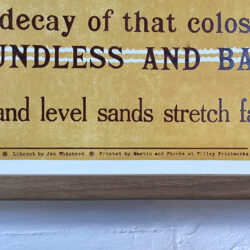 decay of that colos
UNDLESS AND BA
and level sands stretch fa
Linocut by Jen Whiskerd Printed by Martin and Phoebe at Tilley Printworks